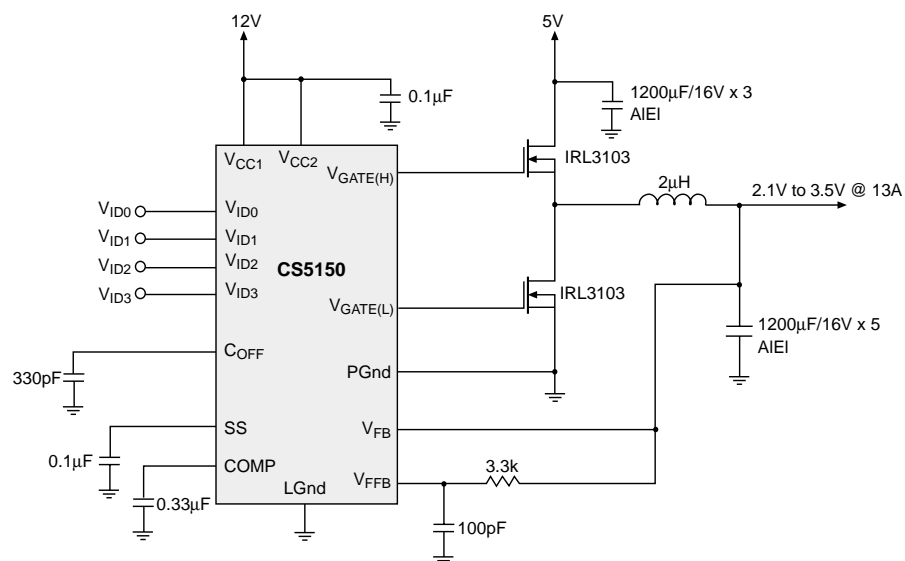 12V
5V
0.1μF
1200μF/16V x 3
AlEl
VCC1
VCC2
VGATE(H)
IRL3103
2μH
2.1V to 3.5V @ 13A
VID0
VID0
VID1
VID1
VID2
VID2
VID3
VID3
CS5150
VGATE(L)
IRL3103
1200μF/16V x 5
AlEl
COFF
330pF
PGnd
SS
VFB
0.1μF
COMP
0.33μF
VFFB
3.3k
LGnd
100pF